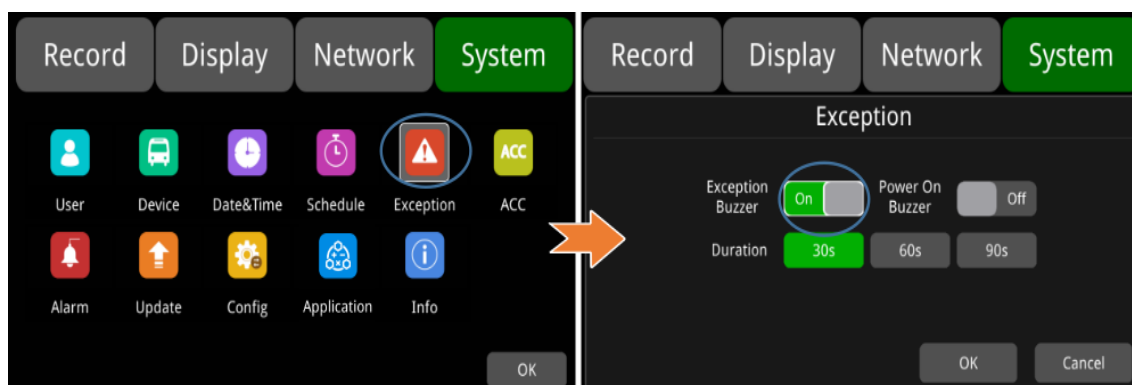 Record Display Network System
ACC
User Device Date&Time Schedule Exception ACC
Alarm Update Config Application Info
OK
Record Display Network System
Exception
Exception Buzzer On Power On Buzzer Off
Duration 30s 60s 90s
OK Cancel